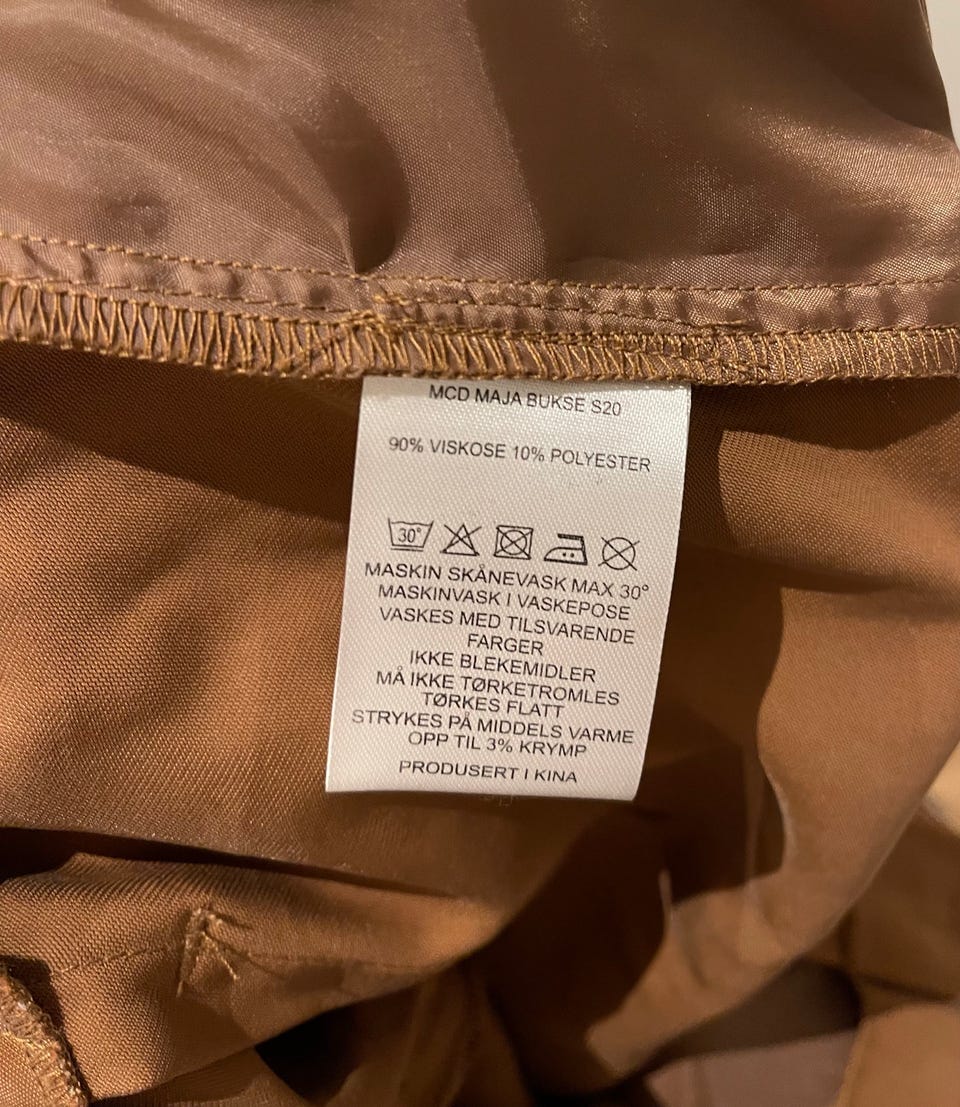 MCD MAJA BUKSE S20
90% VISKOSE 10% POLYESTER
30°
MASKIN SKÅNEVASK MAX 30°
MASKINVASK I VASKEPOSE
VASKES MED TILSVARENDE
FARGER
IKKE BLEKEMIDLER
MÅ IKKE TØRKETROMLES
TØRKES FLATT
STRYKES PÅ MIDDELS VARME
OPP TIL 3% KRYMP
PRODUSERT I KINA